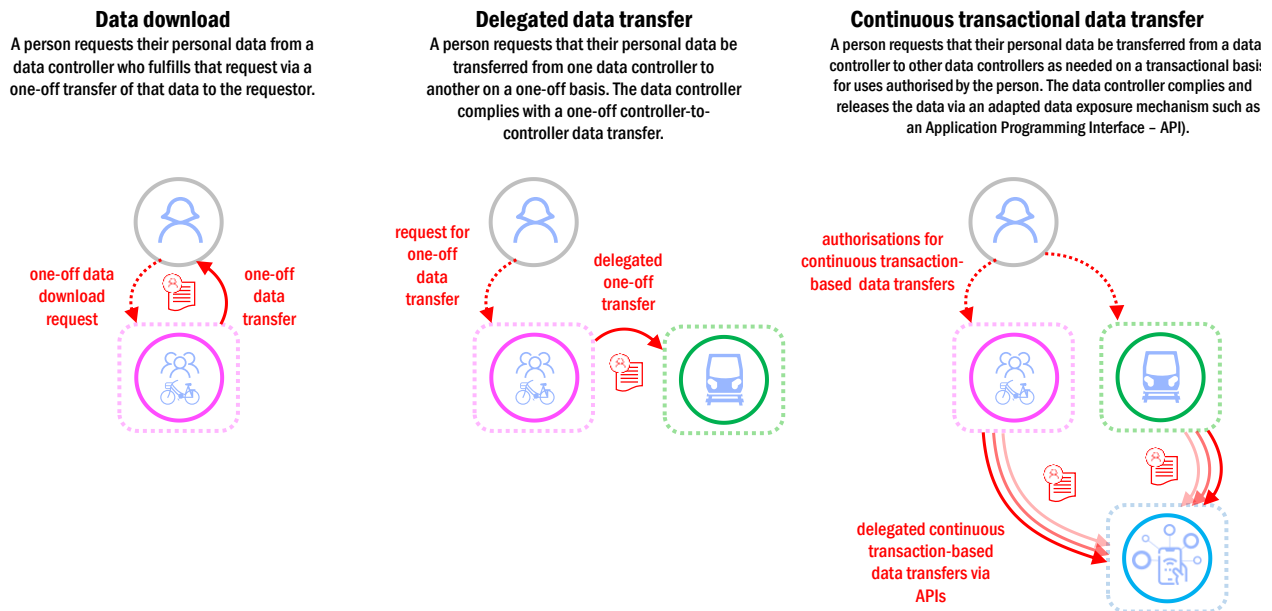 Data download
A person requests their personal data from a
data controller who fulfills that request via a
one-off transfer of that data to the requestor.
one-off data
download
request
one-off
data
transfer
Delegated data transfer
A person requests that their personal data be
transferred from one data controller to
another on a one-off basis. The data controller
complies with a one-off controller-to-
controller data transfer.
request for
one-off
data
transfer
delegated
one-off
transfer
Continuous transactional data transfer
A person requests that their personal data be transferred from a data
controller to other data controllers as needed on a transactional basis
for uses authorised by the person. The data controller complies and
releases the data via an adapted data exposure mechanism such as
an Application Programming Interface – API).
authorisations for
continuous transaction-
based data transfers
delegated continuous
transaction-based
data transfers via
APIs